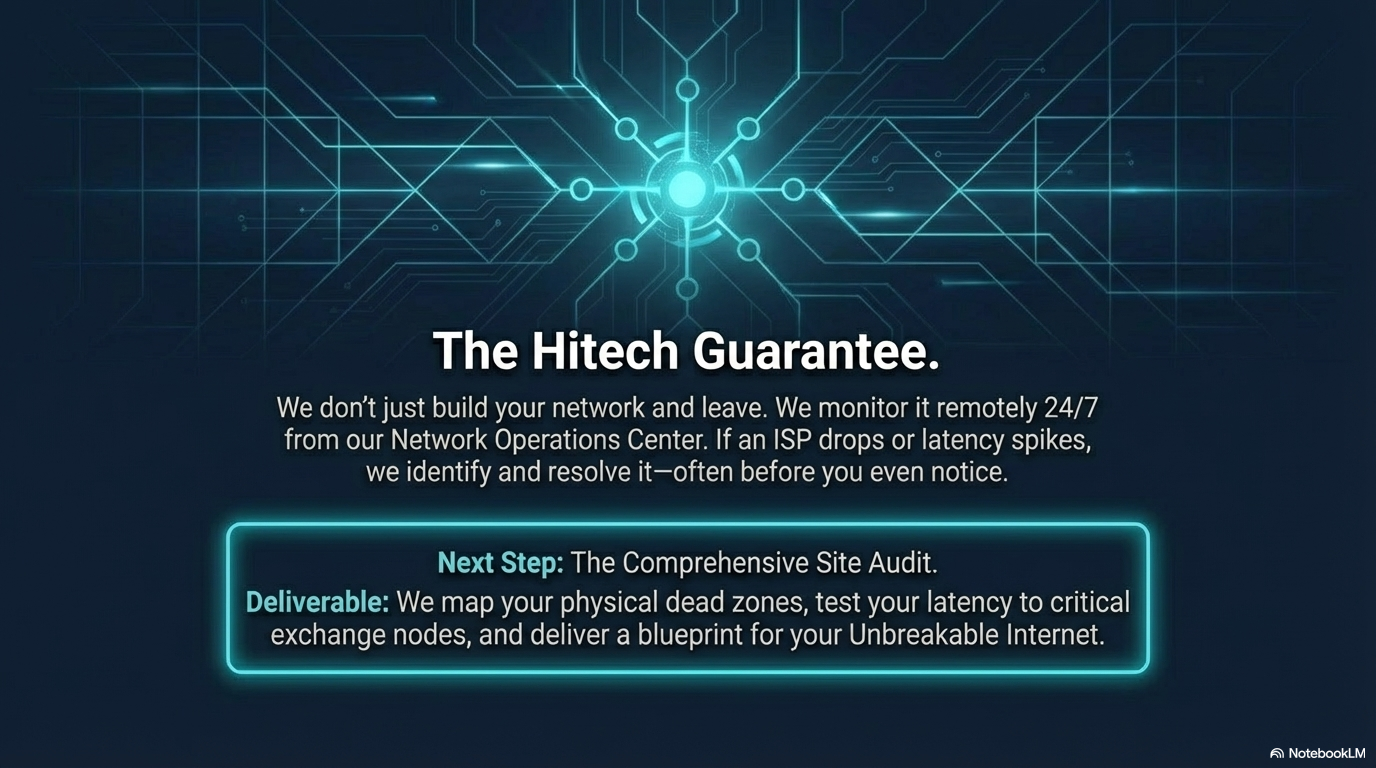 The Hitech Guarantee.
We don’t just build your network and leave. We monitor it remotely 24/7
from our Network Operations Center. If an ISP drops or latency spikes,
we identify and resolve it—often before you even notice.
Next Step: The Comprehensive Site Audit.
Deliverable: We map your physical dead zones, test your latency to critical
exchange nodes, and deliver a blueprint for your Unbreakable Internet.
NotebookLM